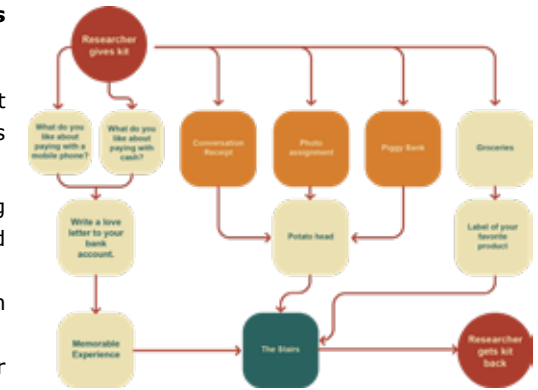 s
t
s
g
d
n
r
Researcher
gives kit
What do you
like about
paying with a
mobile phone?
What do you
like about
paying with
cash?
Conversation
Receipt
Photo
assignment
Piggy Bank
Groceries
Write a love
letter to your
bank
account.
Potato head
Label of your
favorite
product
Memorable
Experience
The Stairs
Researcher
gets kit
back